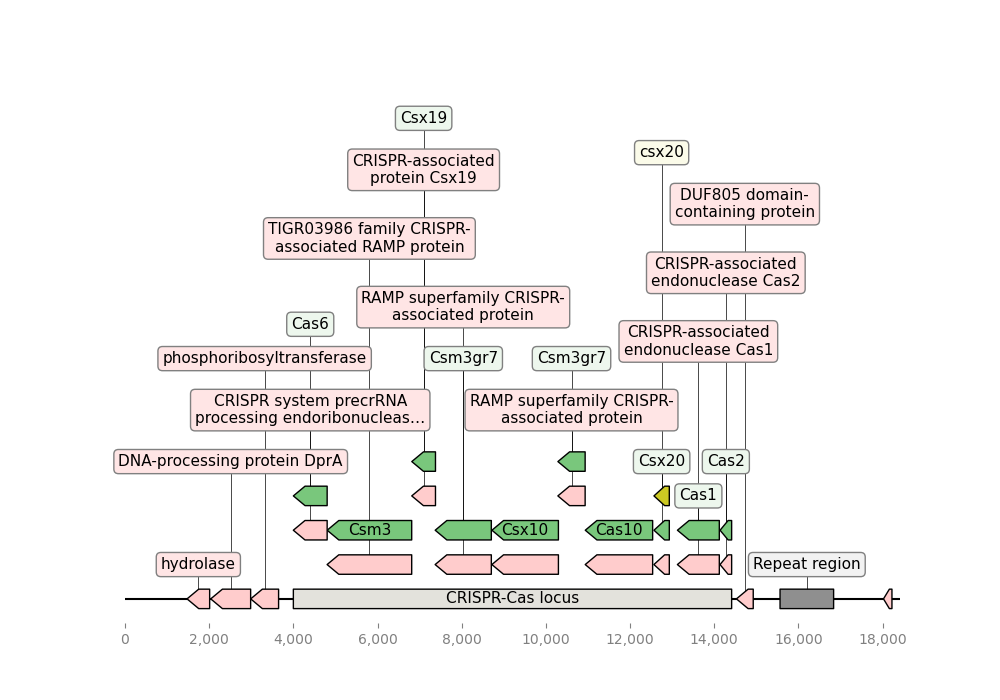 Csx19
CRISPR-associated
protein Csx19
csx20
DUF805 domain-
containing protein
TIGR03986 family CRISPR-
associated RAMP protein
CRISPR-associated
endonuclease Cas2
RAMP superfamily CRISPR-
associated protein
Cas6
CRISPR-associated
endonuclease Cas1
phosphoribosyltransferase
Csm3gr7
Csm3gr7
CRISPR system precrRNA
processing endoribonucleas...
RAMP superfamily CRISPR-
associated protein
DNA-processing protein DprA
Csx20
Cas2
Cas1
Csm3
Csx10
Cas10
hydrolase
Repeat region
CRISPR-Cas locus
0
2,000
4,000
6,000
8,000
10,000
12,000
14,000
16,000
18,000